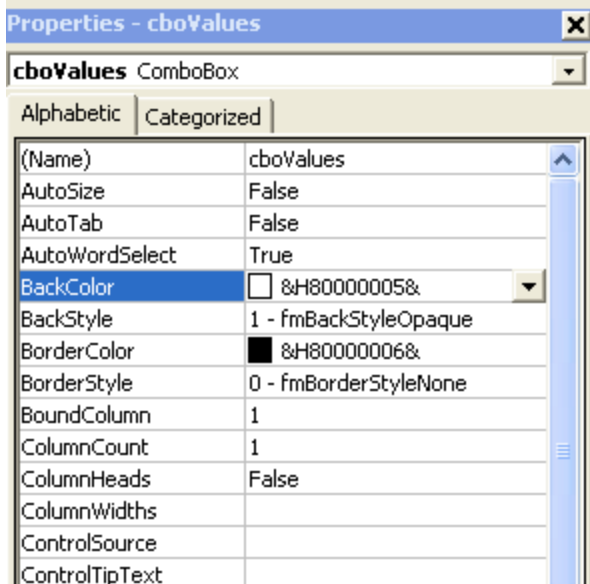 Properties - cboValues
cboValues ComboBox
Alphabetic Categorized
(Name) cboValues
AutoSize False
AutoTab False
AutoWordSelect True
BackColor &H80000005&
BackStyle 1 - fmBackStyleOpaque
BorderColor &H80000006&
BorderStyle 0 - fmBorderStyleNone
BoundColumn 1
ColumnCount 1
ColumnHeads False
ColumnWidths
ControlSource
ControlTipText